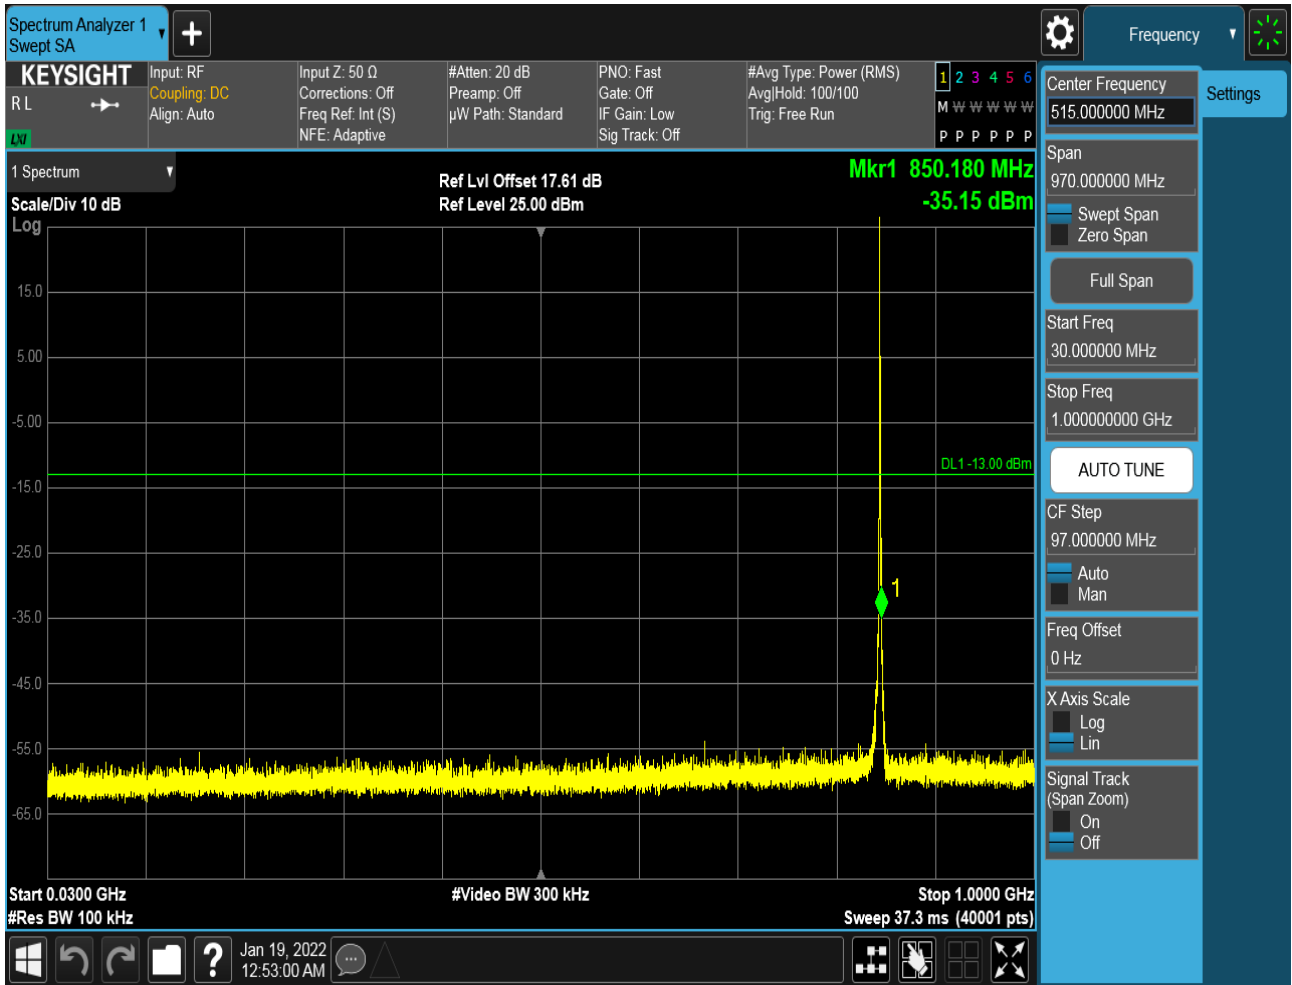 Spectrum Analyzer 1
Swept SA
Frequency
KEYSIGHT
R L
LXI
Input: RF
Coupling: DC
Align: Auto
Input Z: 50 Ω
Corrections: Off
Freq Ref: Int (S)
NFE: Adaptive
#Atten: 20 dB
Preamp: Off
µW Path: Standard
PNO: Fast
Gate: Off
IF Gain: Low
Sig Track: Off
#Avg Type: Power (RMS)
Avg|Hold: 100/100
Trig: Free Run
1 2 3 4 5 6
M W W W W W
P P P P P P
Center Frequency
515.000000 MHz
Settings
Span
970.000000 MHz
Swept Span
Zero Span
Full Span
Start Freq
30.000000 MHz
Stop Freq
1.000000000 GHz
AUTO TUNE
CF Step
97.000000 MHz
Auto
Man
Freq Offset
0 Hz
X Axis Scale
Log
Lin
Signal Track
(Span Zoom)
On
Off
1 Spectrum
Scale/Div 10 dB
Log
Ref Lvl Offset 17.61 dB
Ref Level 25.00 dBm
Mkr1 850.180 MHz
-35.15 dBm
15.0
5.00
-5.00
DL1 -13.00 dBm
-15.0
-25.0
1
-35.0
-45.0
-55.0
-65.0
Start 0.0300 GHz
#Video BW 300 kHz
Stop 1.0000 GHz
#Res BW 100 kHz
Sweep 37.3 ms (40001 pts)
?
Jan 19, 2022
12:53:00 AM